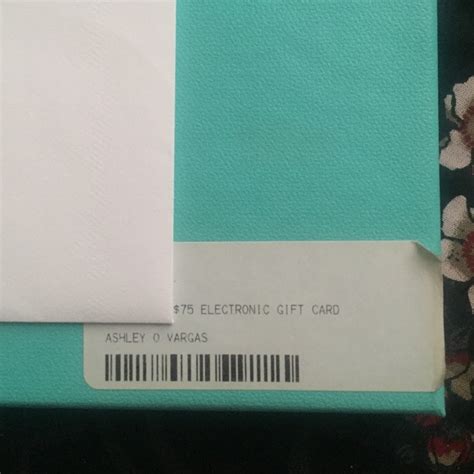 $75 ELECTRONIC GIFT CARD
ASHLEY O VARGAS